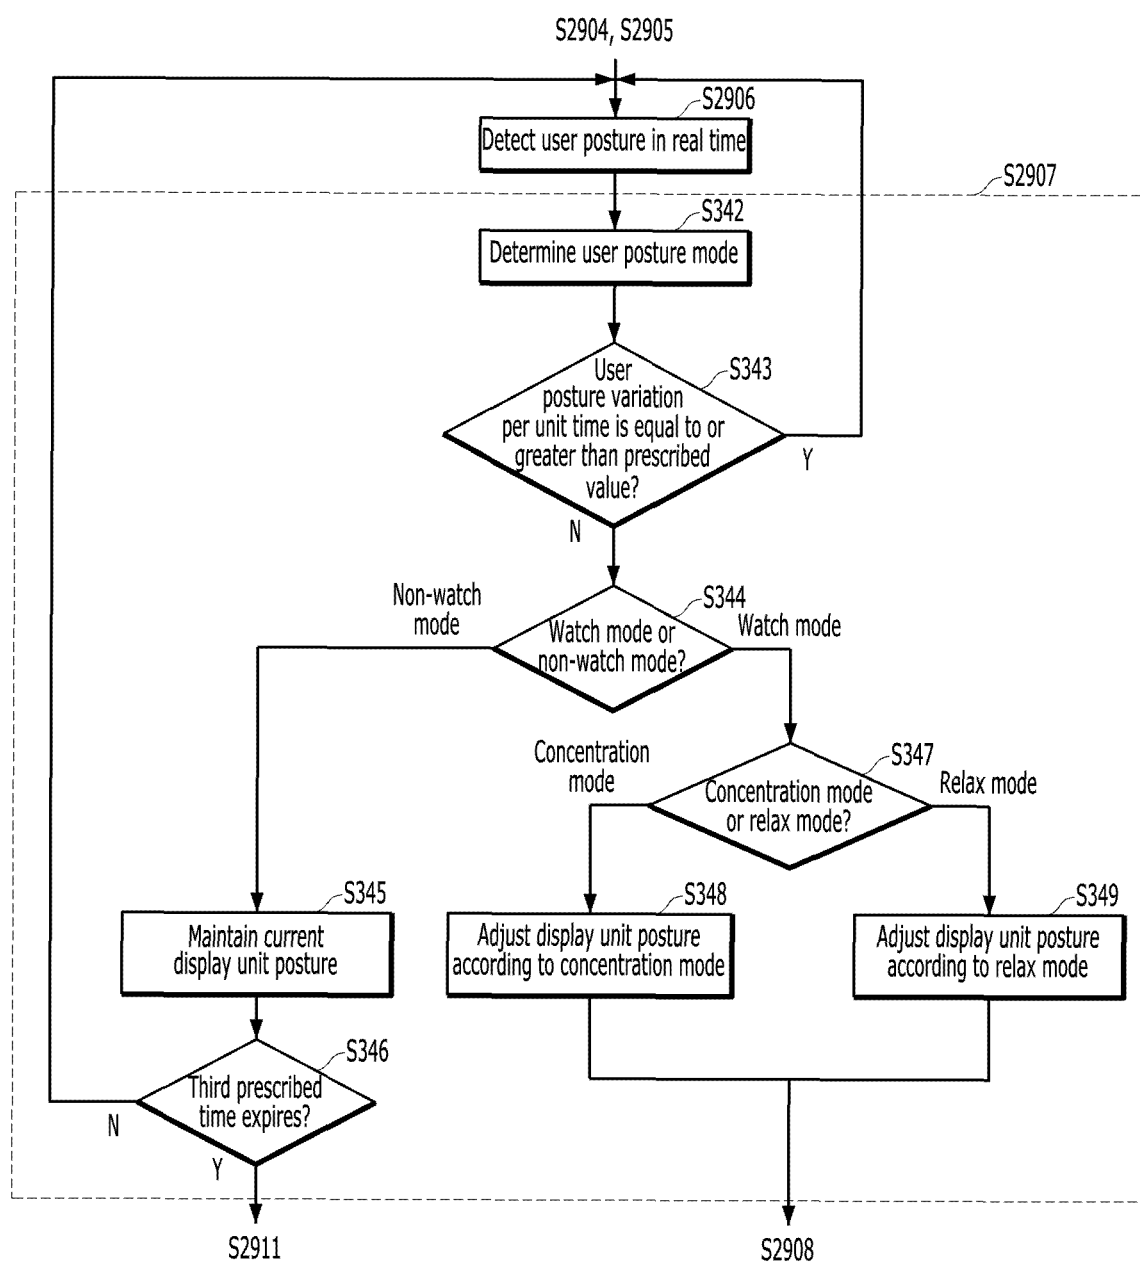 S2904, S2905
S2906
Detect user posture in real time
S2907
S342
Determine user posture mode
S343
User
posture variation
per unit time is equal to or
greater than prescribed
value?
Y
N
S344
Non-watch
mode
Watch mode or
non-watch mode?
Watch mode
S347
Concentration
mode
Concentration mode
or relax mode?
Relax mode
S345
Maintain current
display unit posture
S348
Adjust display unit posture
according to concentration mode
S349
Adjust display unit posture
according to relax mode
S346
Third prescribed
time expires?
N
Y
S2911
S2908